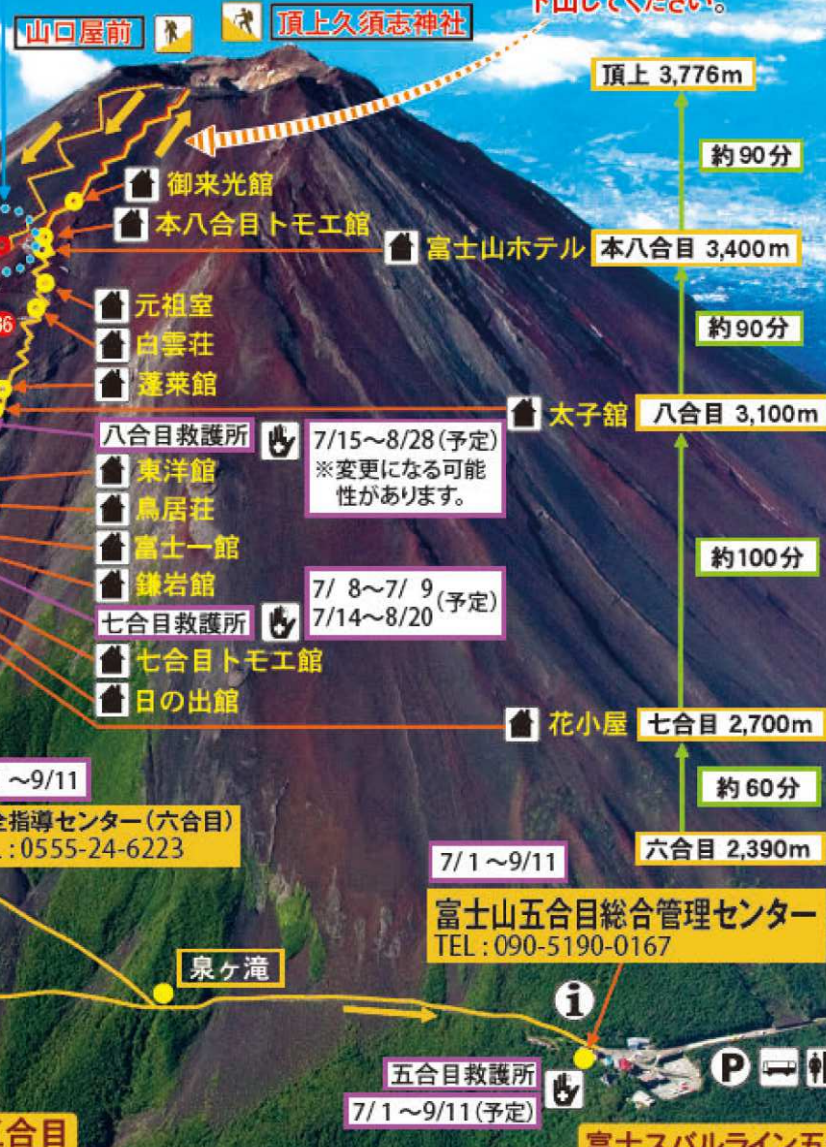 下山してください。
山口屋前
頂上久須志神社
頂上 3,776m
約90分
御来光館
本八合目トモエ館
富士山ホテル
本八合目 3,400m
元祖室
約90分
白雲荘
蓬莱館
太子舘
八合目 3,100m
八合目救護所
7/15～8/28(予定)
※変更になる可能
性があります。
東洋館
鳥居荘
富士一館
約100分
鎌岩館
七合目救護所
7/ 8～7/ 9
7/14～8/20
(予定)
七合目トモエ館
日の出館
花小屋
七合目 2,700m
約60分
～9/11
全指導センター(六合目)
:0555-24-6223
六合目 2,390m
7/1～9/11
富士山五合目総合管理センター
TEL:090-5190-0167
泉ヶ滝
i
五合目救護所
7/1～9/11(予定)
P
合目
富士スバルライン五